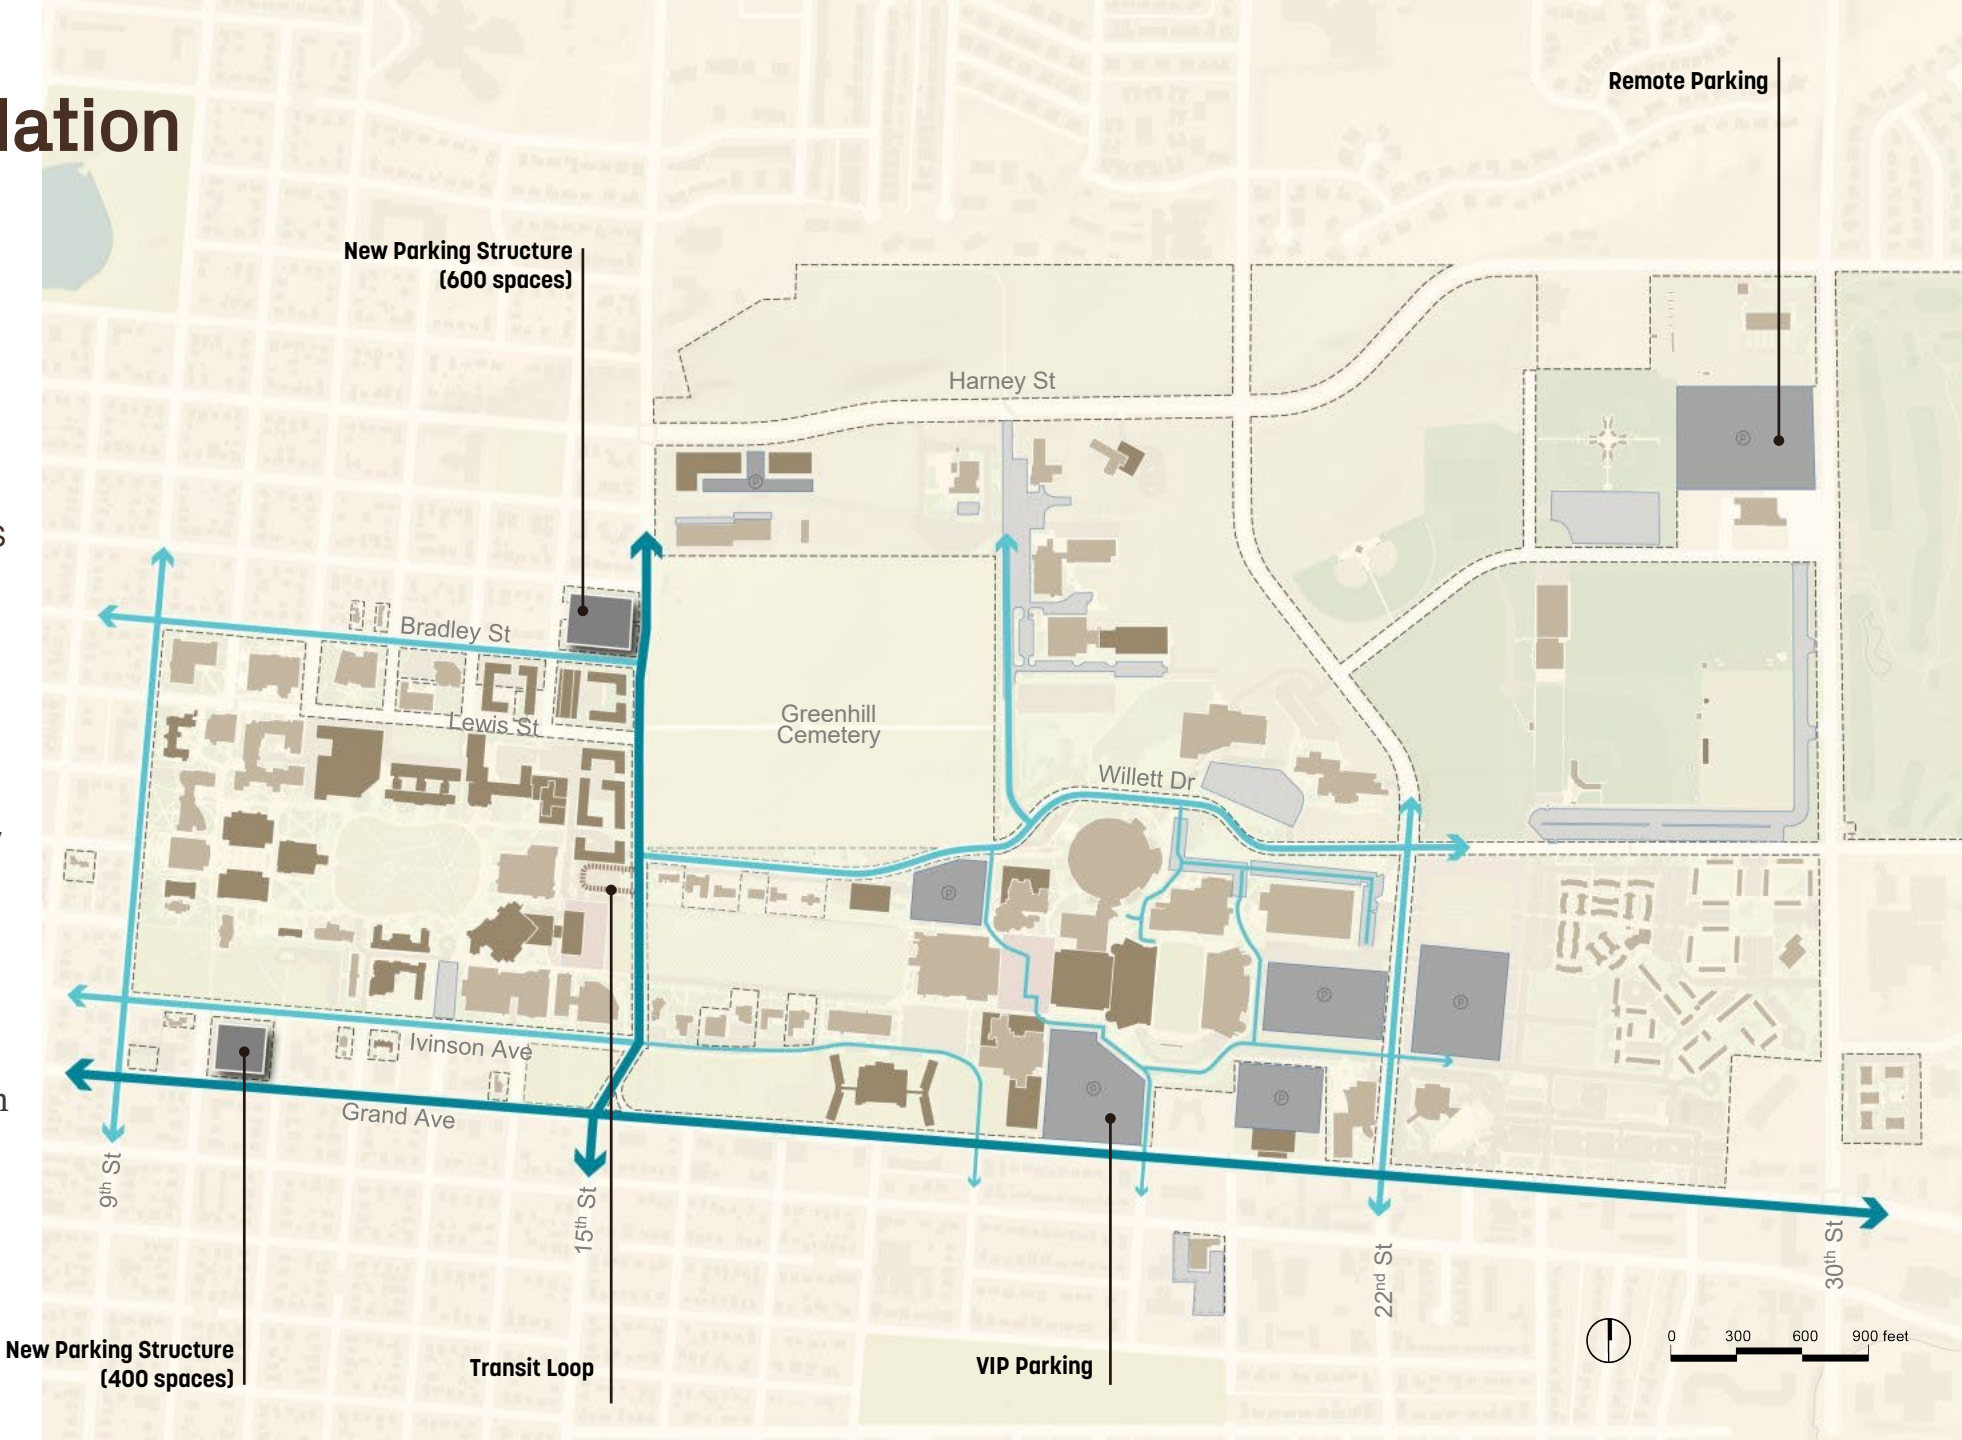 lation
Remote Parking
New Parking Structure
(600 spaces)
Harney St
s
Bradley St
Lewis St
Greenhill
Cemetery
Willett Dr
y
Ivinson Ave
Grand Ave
n
9th St
15th St
22nd St
30th St
0 300 600 900 feet
New Parking Structure
(400 spaces)
Transit Loop
VIP Parking
P
P
P
P
P
P
P